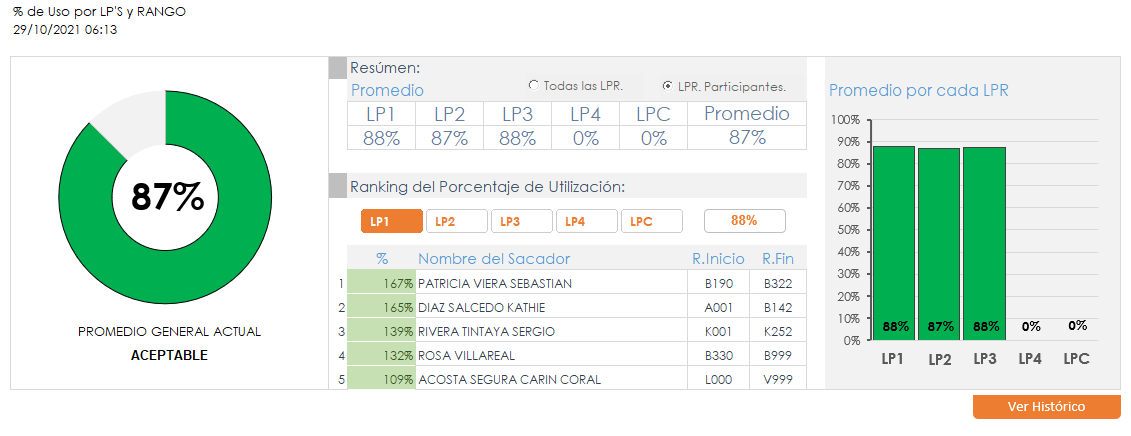 % de Uso por LP'S y RANGO
29/10/2021 06:13
87%
PROMEDIO GENERAL ACTUAL
ACEPTABLE
Resúmen:
Promedio
Todas las LPR.
LPR. Participantes.
LP1 LP2 LP3 LP4 LPC Promedio
88% 87% 88% 0% 0% 87%
Ranking del Porcentaje de Utilización:
LP1 LP2 LP3 LP4 LPC 88%
% Nombre del Sacador R.Inicio R.Fin
1 167% PATRICIA VIERA SEBASTIAN B190 B322
2 165% DIAZ SALCEDO KATHIE A001 B142
3 139% RIVERA TINTAYA SERGIO K001 K252
4 132% ROSA VILLAREAL B330 B999
5 109% ACOSTA SEGURA CARIN CORAL L000 V999
Promedio por cada LPR
100%
90%
80%
70%
60%
50%
40%
30%
20%
10%
0%
88% 87% 88% 0% 0%
LP1 LP2 LP3 LP4 LPC
Ver Histórico